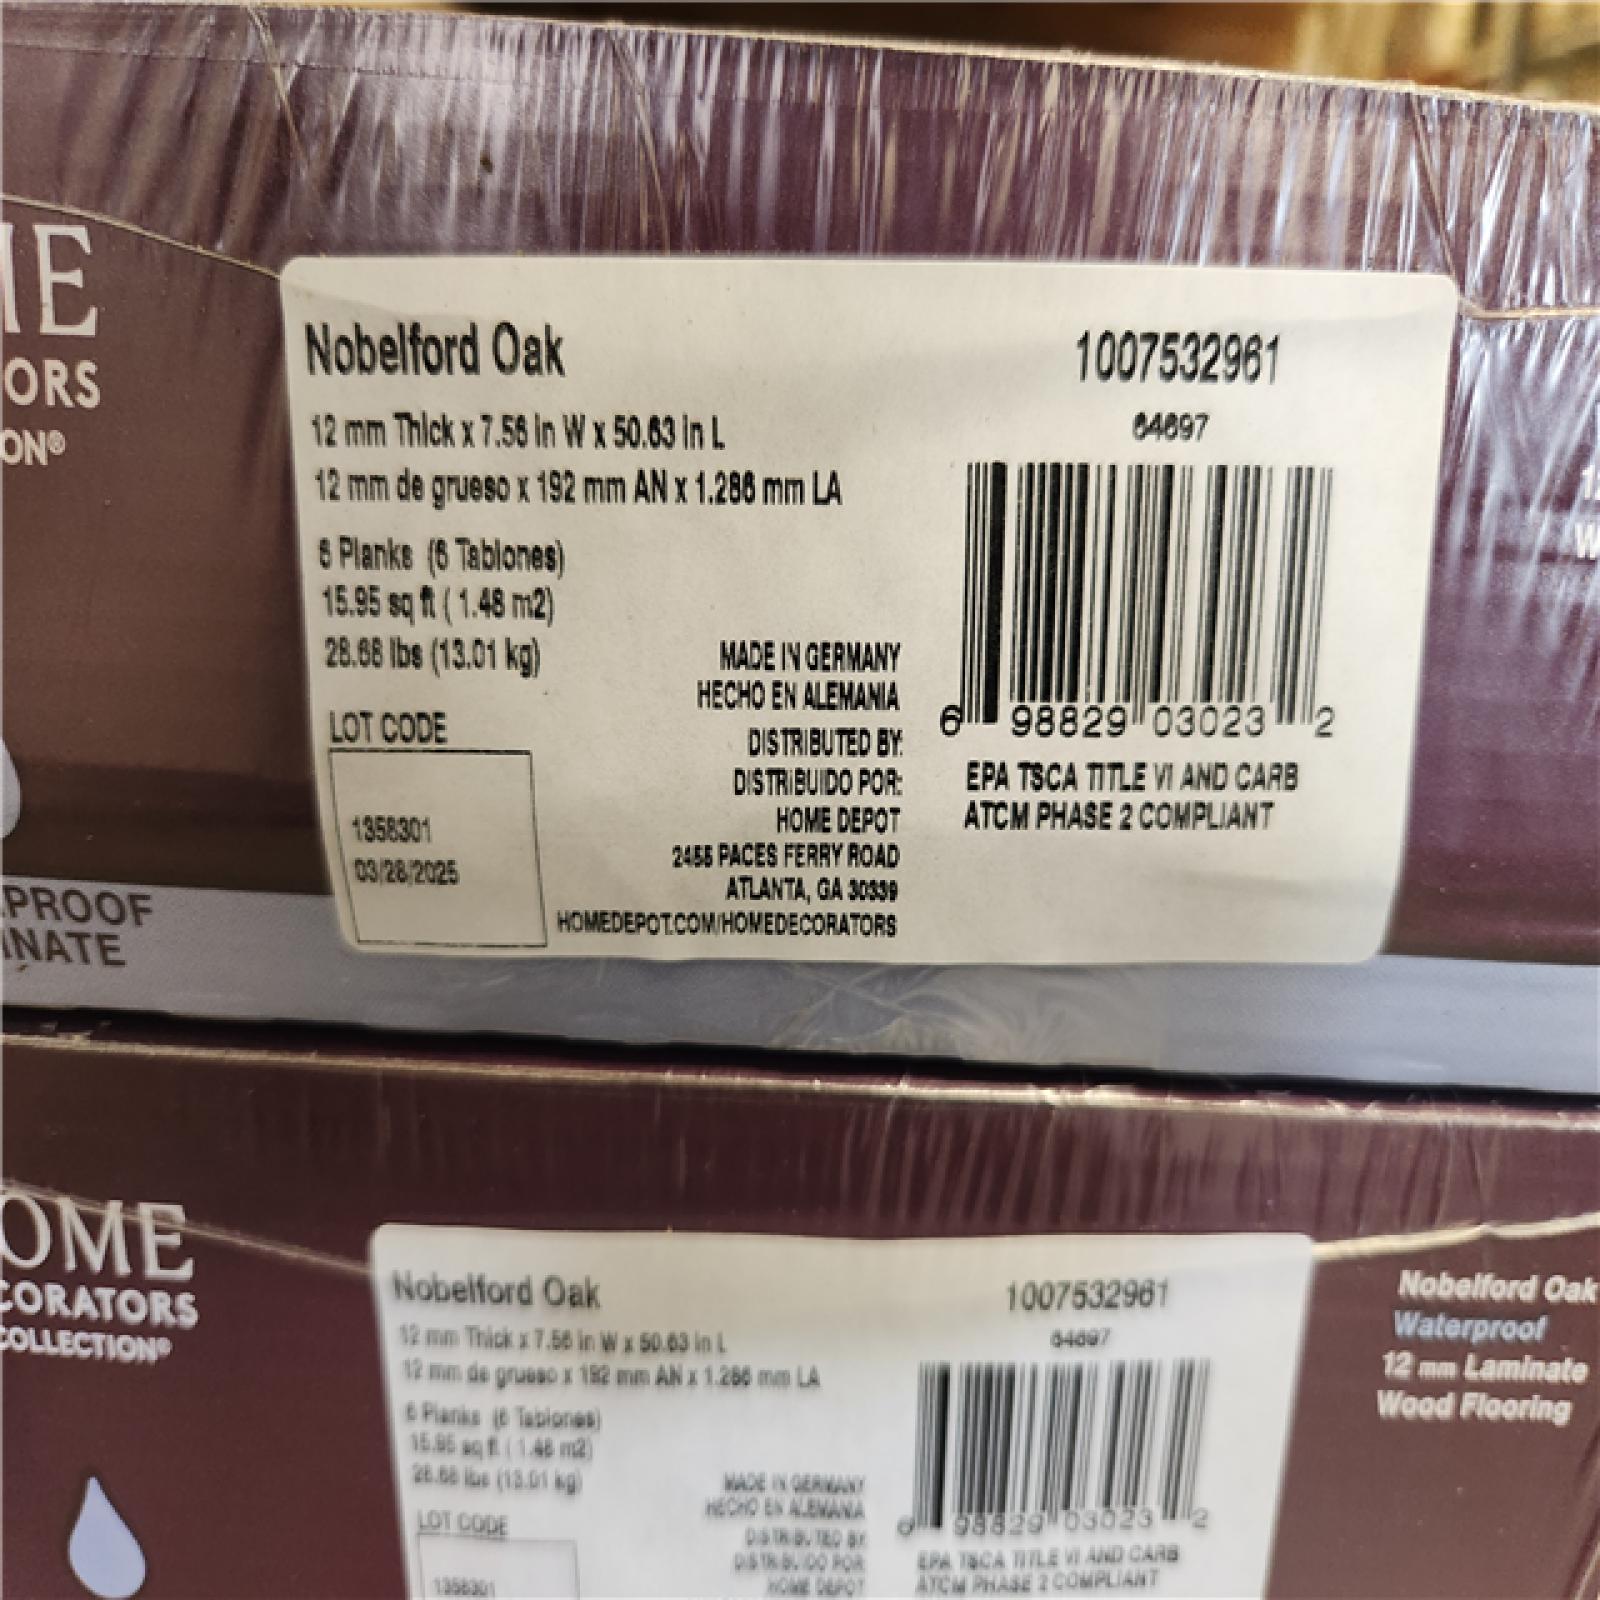 ME
ORS
ON®
Nobelford Oak
1007532961
12 mm Thick x 7.56 in W x 50.63 in L
64697
12 mm de grueso x 192 mm AN x 1.286 mm LA
6 Planks (6 Tablones)
15.95 sq ft ( 1.48 m2)
28.68 lbs (13.01 kg)
LOT CODE
1358301
03/28/2025
MADE IN GERMANY
HECHO EN ALEMANIA
DISTRIBUTED BY:
DISTRIBUIDO POR:
HOME DEPOT
2455 PACES FERRY ROAD
ATLANTA, GA 30339
HOMEDEPOT.COM/HOMEDECORATORS
6 98829 03023 2
EPA TSCA TITLE VI AND CARB
ATCM PHASE 2 COMPLIANT
PROOF
INATE
OME
CORATORS
COLLECTION®
Nobelford Oak
1007532961
12 mm Thick x 7.56 in W x 50.63 in L
64697
12 mm de grueso x 192 mm AN x 1.286 mm LA
6 Planks (6 Tablones)
15.95 sq ft ( 1.48 m2)
28.68 lbs (13.01 kg)
LOT CODE
1358301
MADE IN GERMANY
HECHO EN ALEMANIA
DISTRIBUTED BY:
DISTRIBUIDO POR:
HOME DEPOT
6 98829 03023 2
EPA TSCA TITLE VI AND CARB
ATCM PHASE 2 COMPLIANT
Nobelford Oak
Waterproof
12 mm Laminate
Wood Flooring